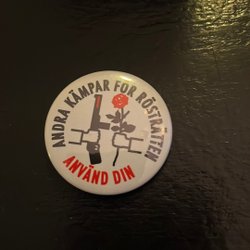 ANDRA KÄMPAR FÖR RÖSTRÄTTEN
ANVÄND DIN